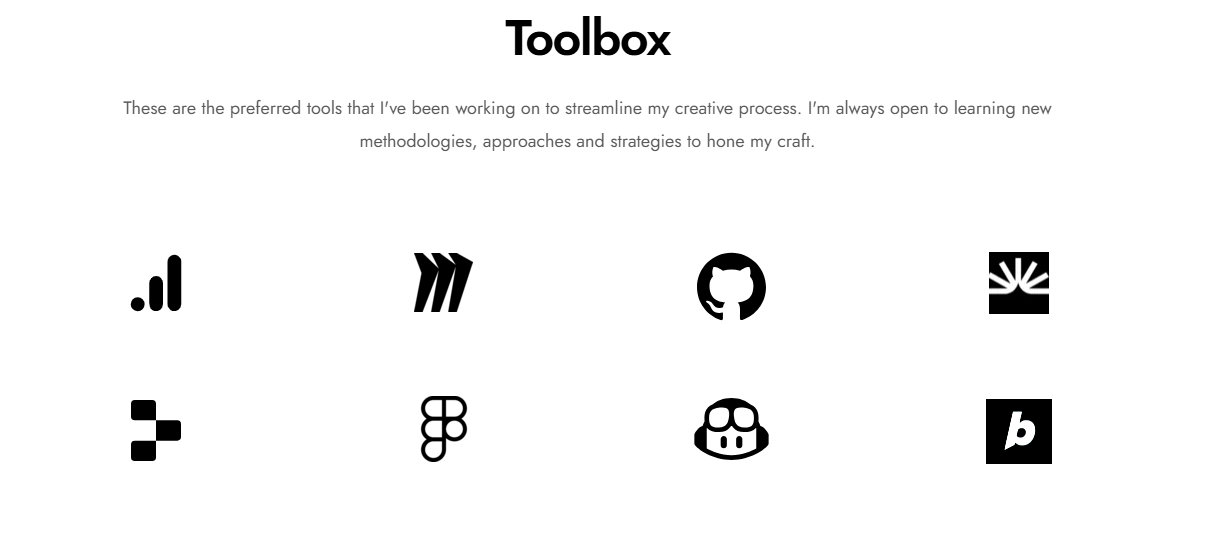 Toolbox
These are the preferred tools that I've been working on to streamline my creative process. I'm always open to learning new
methodologies, approaches and strategies to hone my craft.
b